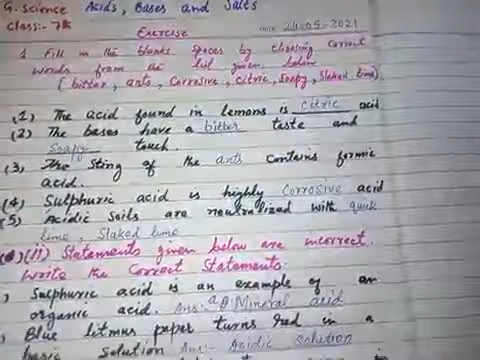 G. Science Acids, Bases and Salts
Class:- 7th
Exercise
Date 24-05-2021
1 Fill in the blanks spaces by choosing correct
words from the list given below
[bitter, ants, Corrosive, citric, Soapy, Slaked lime)
(1) The acid found in lemons is citric acid
(2) The bases have a bitter taste and
Soapy touch.
(3) The Sting of the ants contains formic
acid.
(4) Sulphuric acid is highly Corrosive acid
(5) Acidic Soils are neutralized with quick
lime, Slaked lime
(ii) Statements given below are incorrect.
Write the Correct Statements.
Sulphuric acid is an example of an
organic acid. Ans:- Mineral acid
Blue litmus paper turns Red in a
basic solution Ans:- Acidic solution